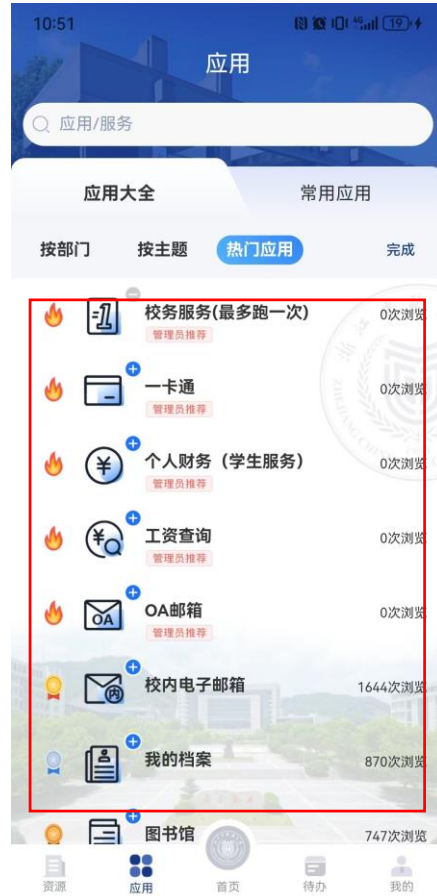 10:51
4G 19
应用
应用/服务
应用大全 常用应用
按部门 按主题 热门应用 完成
校务服务(最多跑一次) 0次浏览
管理员推荐
一卡通 0次浏览
管理员推荐
个人财务（学生服务） 0次浏览
管理员推荐
工资查询 0次浏览
管理员推荐
OA
OA邮箱 0次浏览
管理员推荐
内
校内电子邮箱 1644次浏览
我的档案 870次浏览
图书馆 747次浏览
资源 应用 首页 待办 我的